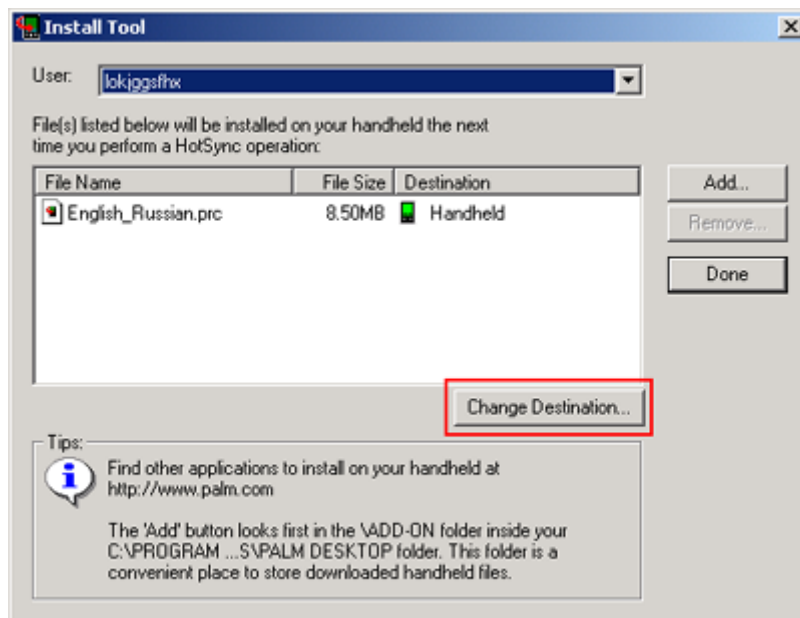 Install Tool
User: lokjggsfhx
File(s) listed below will be installed on your handheld the next
time you perform a HotSync operation:
File Name File Size Destination
English_Russian.prc 8.50MB Handheld
Add...
Remove...
Done
Change Destination...
Tips:
Find other applications to install on your handheld at
http://www.palm.com
The 'Add' button looks first in the \ADD-ON folder inside your
C:\PROGRAM ...S\PALM DESKTOP folder. This folder is a
convenient place to store downloaded handheld files.